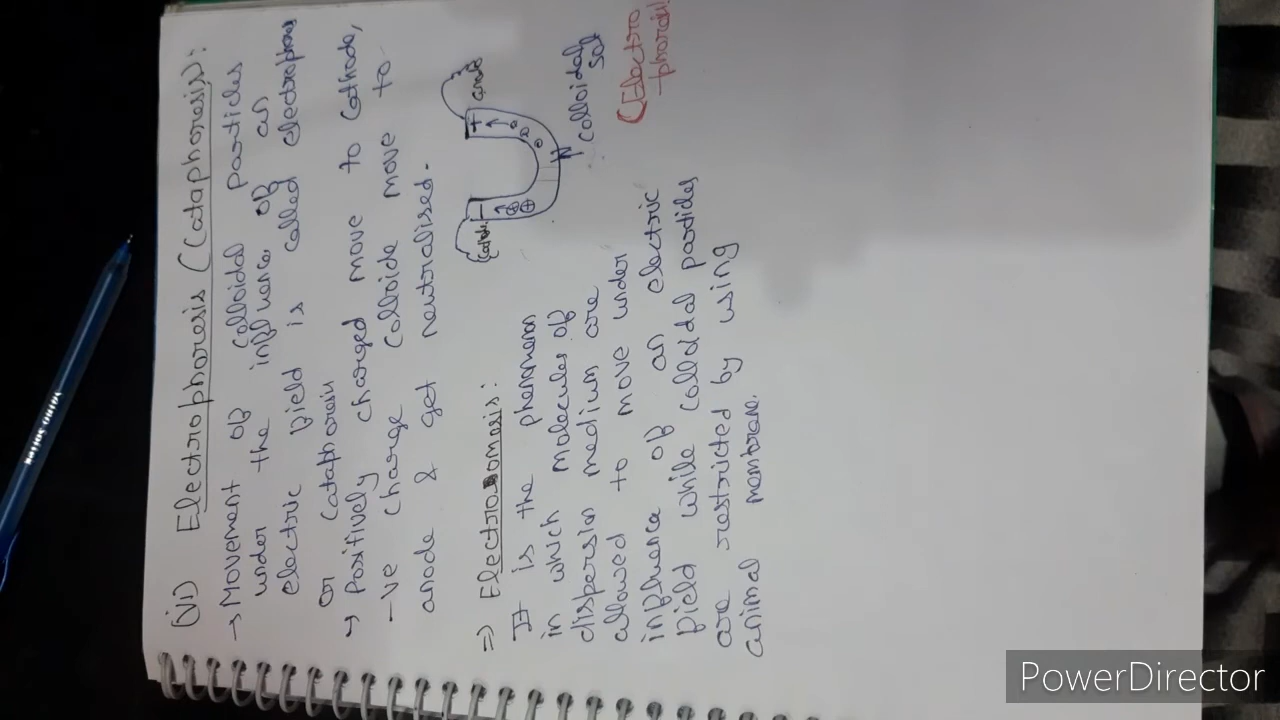 (vi) Electrophoresis (Cataphoresis):
→ Movement of colloidal particles
under the influence of an
electric field is called electrophoresis
or Cataphoresis
→ Positively charged move to Cathode,
-ve charge Colloide move to
anode & get neutralised.
⇒ Electroosmosis:
It is the phenomenon
in which molecules of
dispersion medium are
allowed to move under
influence of an electric
field while colloidal particles
are restricted by using
animal membrane.
anode
+
−
Colloidal
Sol
(Electro
phoresis)
PowerDirector